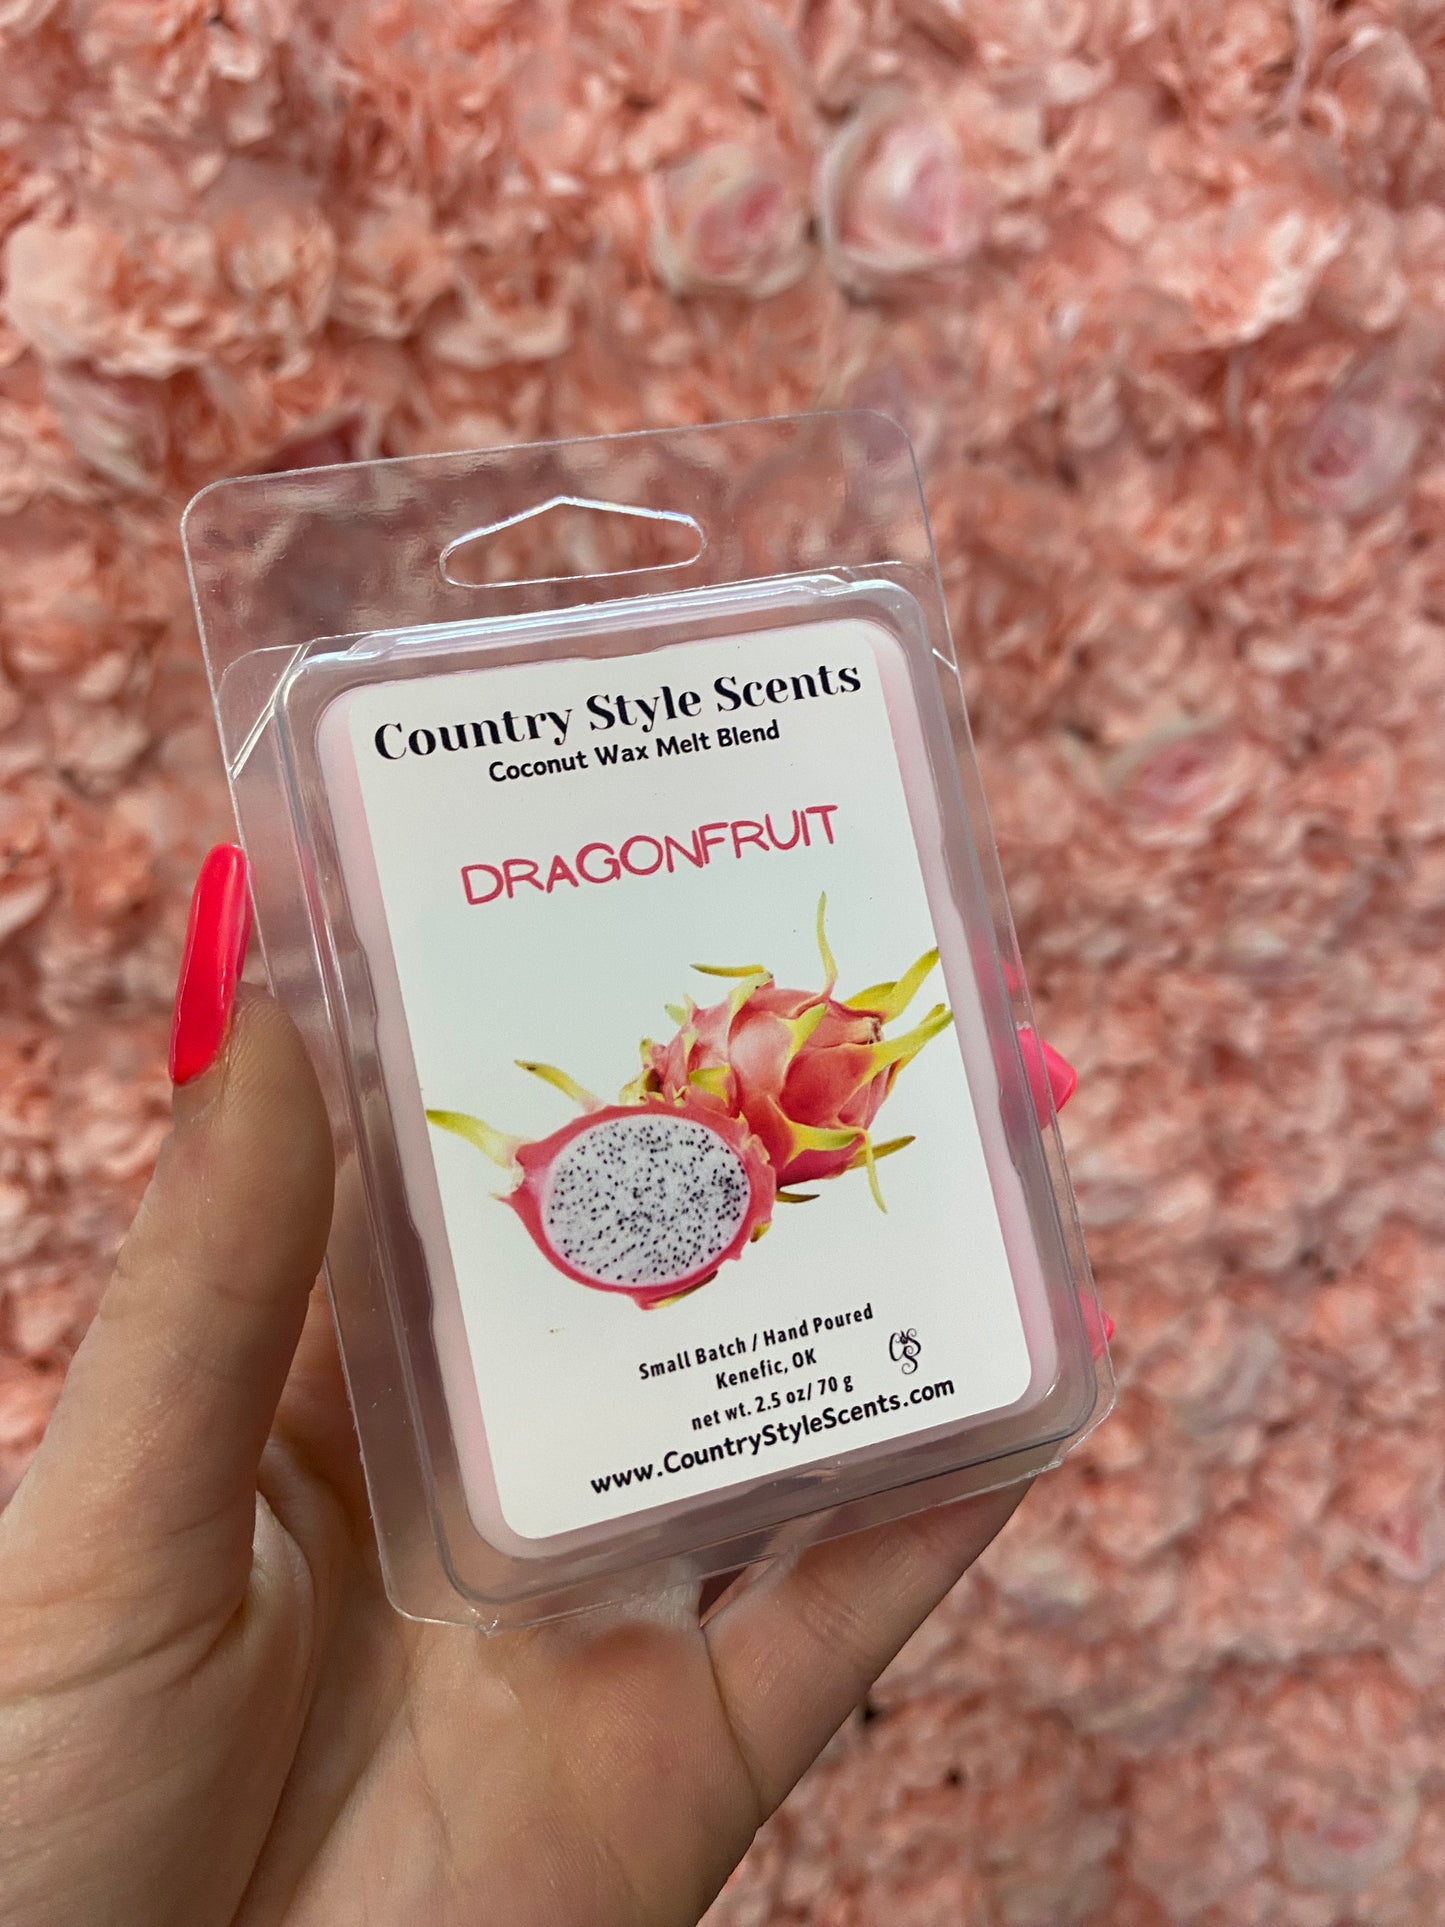 Country Style Scents
Coconut Wax Melt Blend
DRAGONFRUIT
Small Batch / Hand Poured
Kenefic, OK
net wt. 2.5 oz/ 70 g
CSS
www.CountryStyleScents.com